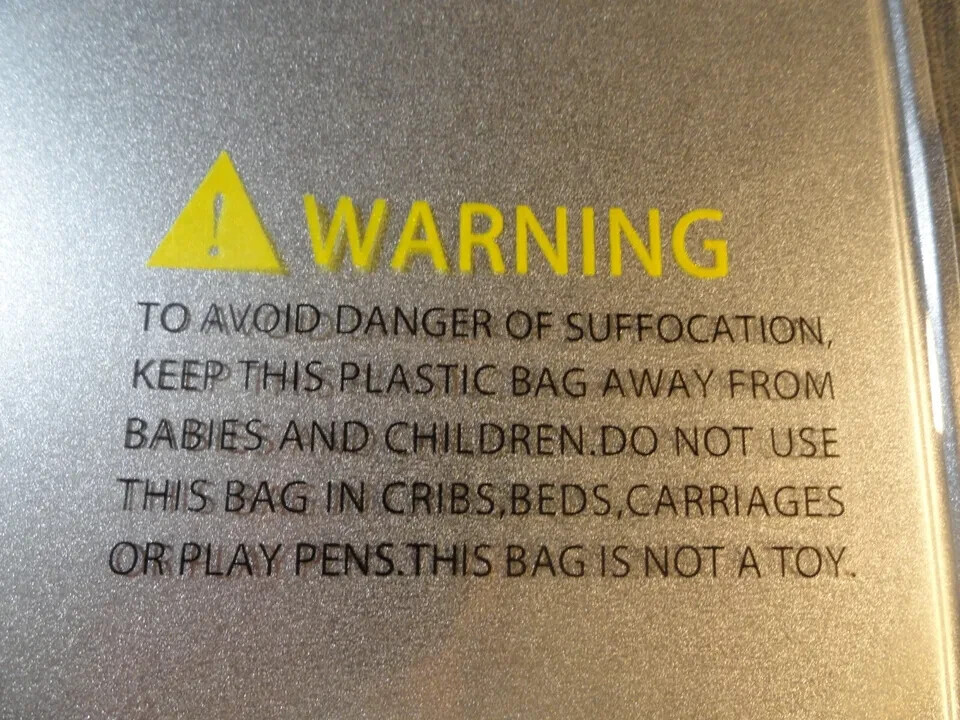 ! WARNING
TO AVOID DANGER OF SUFFOCATION,
KEEP THIS PLASTIC BAG AWAY FROM
BABIES AND CHILDREN.DO NOT USE
THIS BAG IN CRIBS,BEDS,CARRIAGES
OR PLAY PENS.THIS BAG IS NOT A TOY.